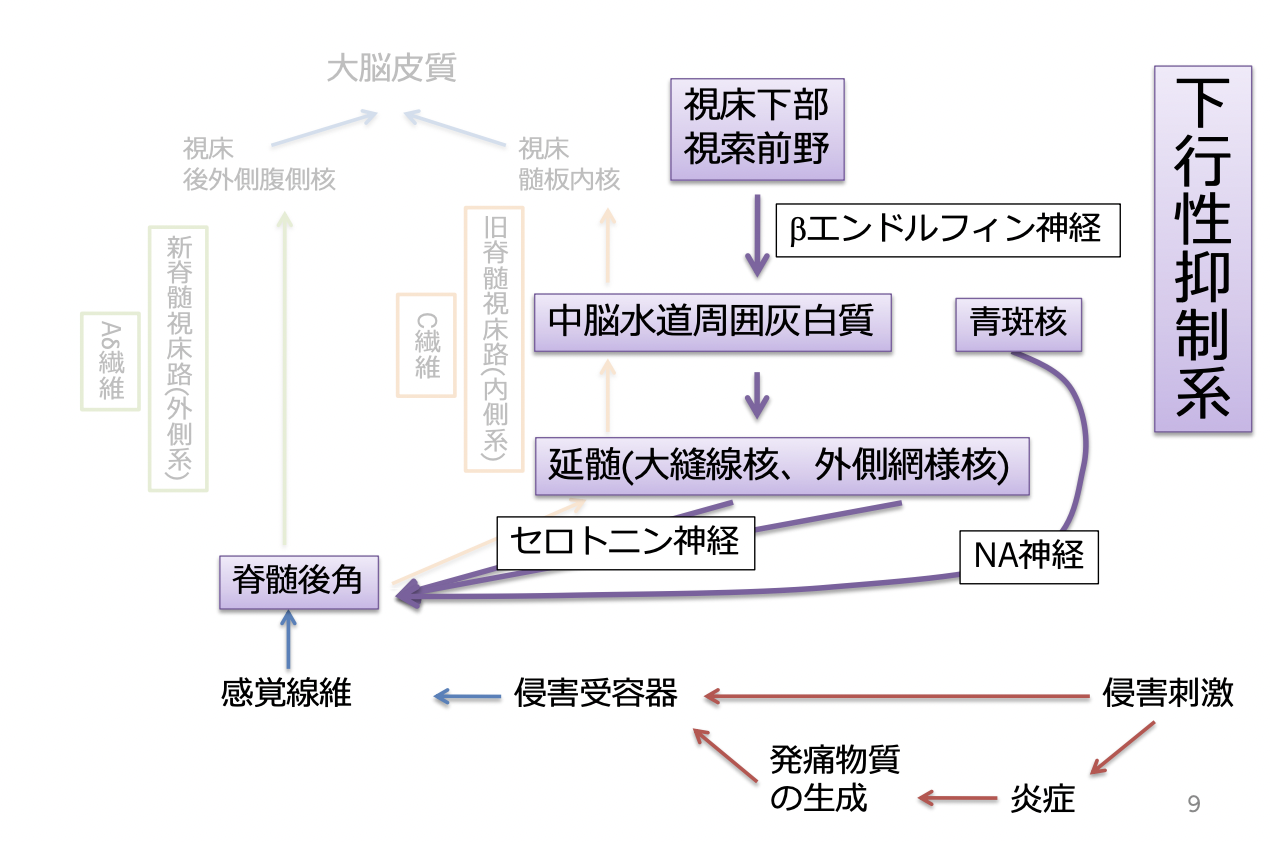 大脳皮質
視床
後外側腹側核
視床
髄板内核
視床下部
視索前野
βエンドルフィン神経
下行性抑制系
新脊髄視床路(外側系)
Aδ繊維
旧脊髄視床路(内側系)
C繊維
中脳水道周囲灰白質
青斑核
延髄(大縫線核、外側網様核)
セロトニン神経
NA神経
脊髄後角
感覚線維
侵害受容器
侵害刺激
発痛物質
の生成
炎症
9